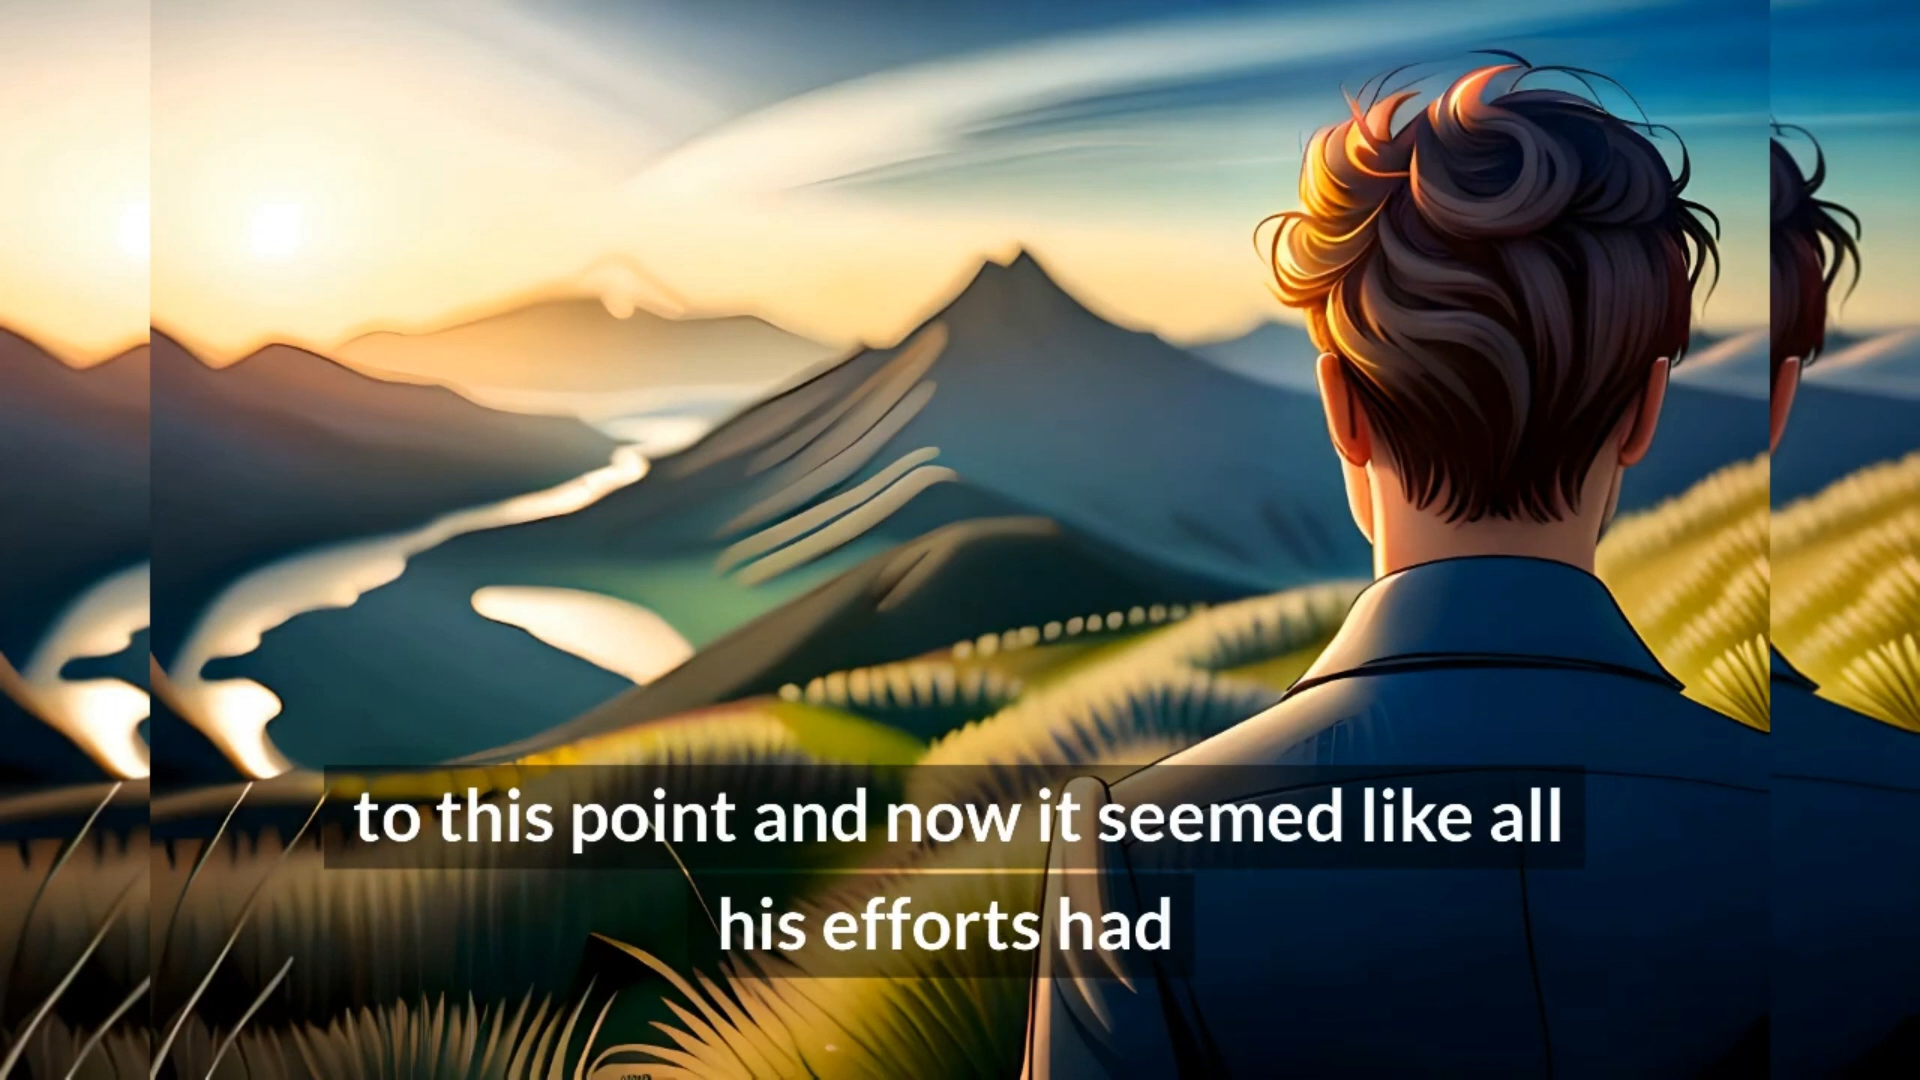 to this point and now it seemed like all
his efforts had